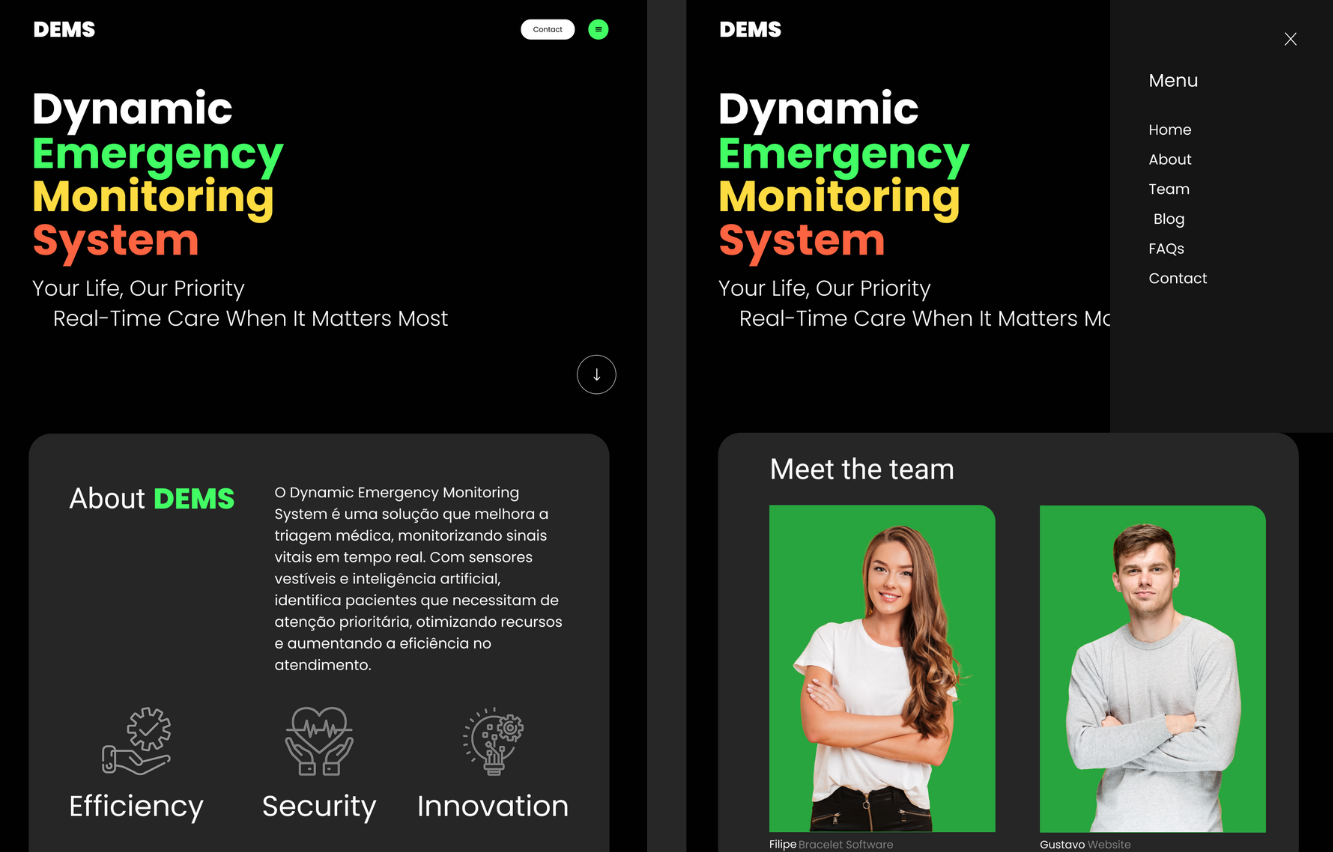 DEMS
Contact
Dynamic
Emergency
Monitoring
System
Your Life, Our Priority
Real-Time Care When It Matters Most
About DEMS
O Dynamic Emergency Monitoring
System é uma solução que melhora a
triagem médica, monitorizando sinais
vitais em tempo real. Com sensores
vestíveis e inteligência artificial,
identifica pacientes que necessitam de
atenção prioritária, otimizando recursos
e aumentando a eficiência no
atendimento.
Efficiency
Security
Innovation
DEMS
Dynamic
Emergency
Monitoring
System
Your Life, Our Priority
Real-Time Care When It Matters Mo
Menu
Home
About
Team
Blog
FAQs
Contact
Meet the team
Filipe Bracelet Software
Gustavo Website